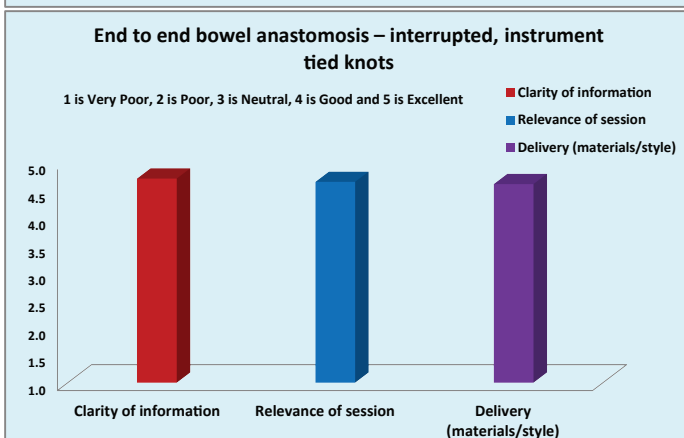 End to end bowel anastomosis – interrupted, instrument
tied knots
1 is Very Poor, 2 is Poor, 3 is Neutral, 4 is Good and 5 is Excellent
Clarity of information
Relevance of session
Delivery (materials/style)
5.0
4.5
4.0
3.5
3.0
2.5
2.0
1.5
1.0
Clarity of information
Relevance of session
Delivery
(materials/style)